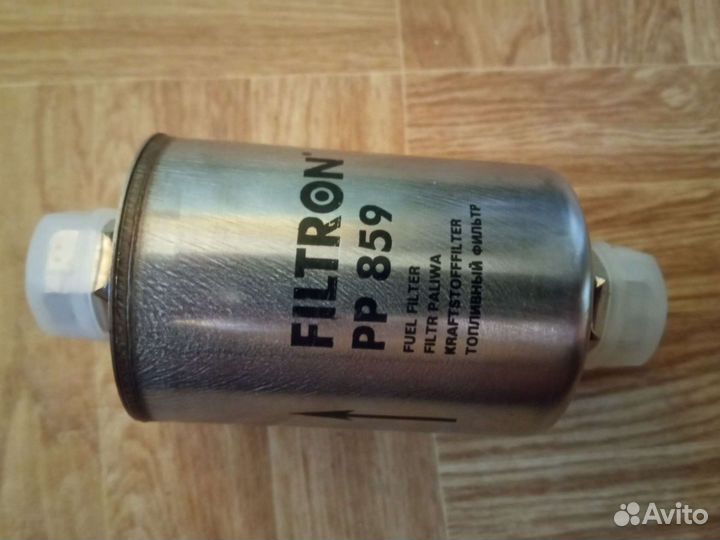 FILTRON
PP 859
FUEL FILTER
FILTR PALIWA
KRAFTSTOFFFILTER
ТОПЛИВНЫЙ ФИЛЬТР
Avito